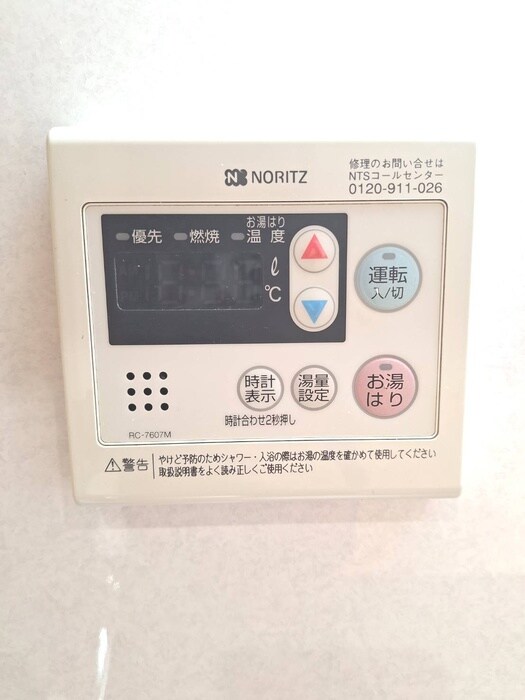 NORITZ
修理のお問い合せは
NTSコールセンター
0120-911-026
優先
燃焼
お湯はり
温度
ℓ
℃
運転
入/切
時計
表示
湯量
設定
お湯
はり
時計合わせ2秒押し
RC-7607M
警告
やけど予防のためシャワー・入浴の際はお湯の温度を確かめて使用してください
取扱説明書をよく読み正しくご使用ください